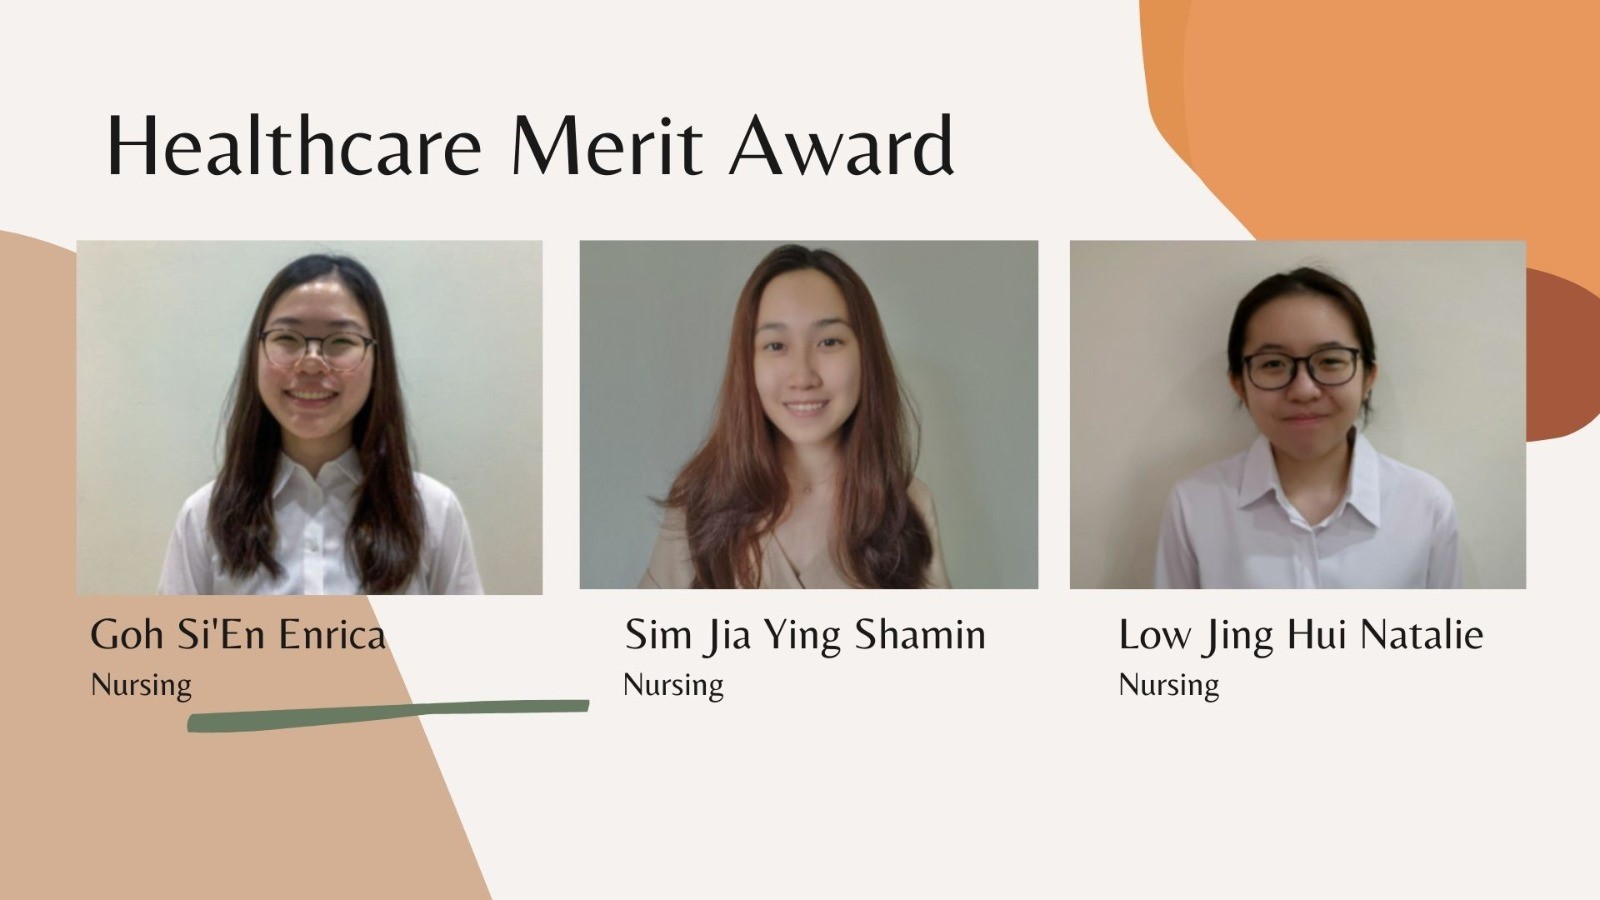 Healthcare Merit Award
Goh Si'En Enrica
Nursing
Sim Jia Ying Shamin
Nursing
Low Jing Hui Natalie
Nursing